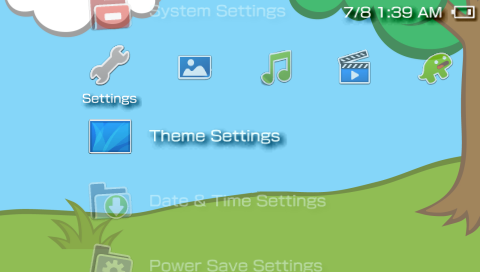 System Settings
7/8 1:39 AM
Settings
Theme Settings
Date & Time Settings
Power Save Settings